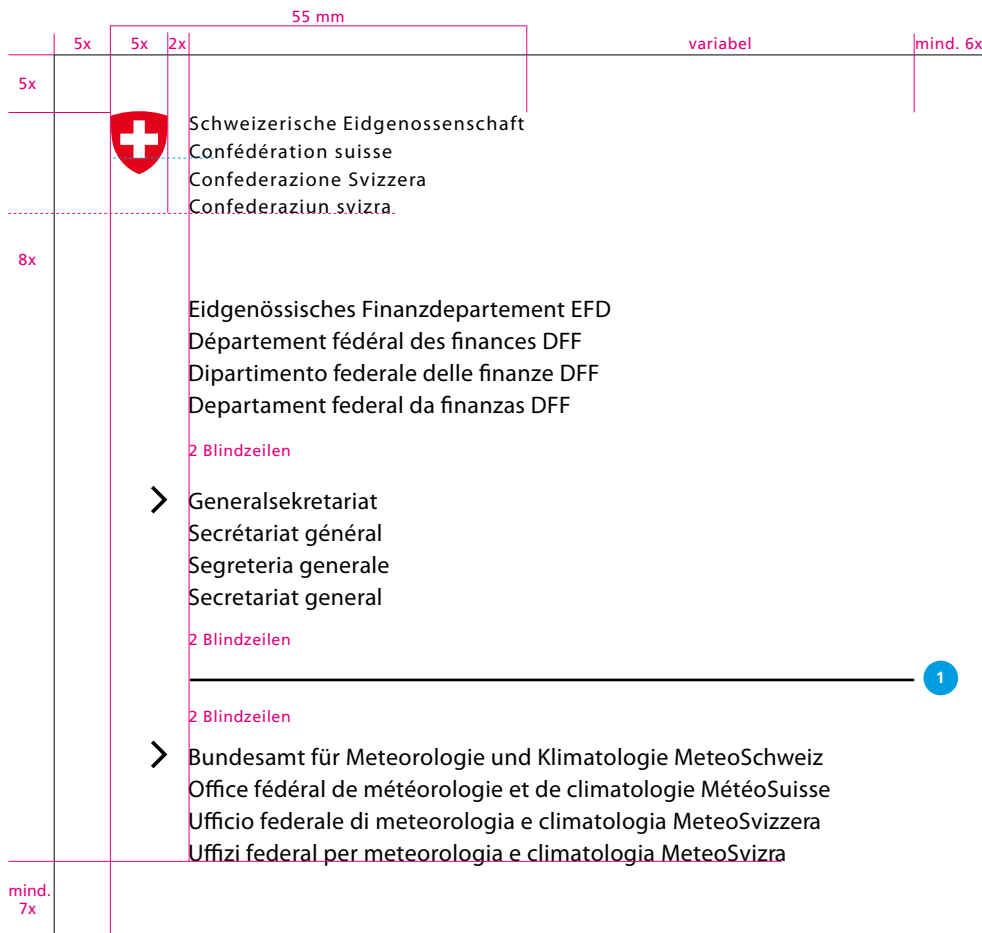 55 mm
5x 5x 2x variabel mind. 6x
5x
Schweizerische Eidgenossenschaft
Confédération suisse
Confederazione Svizzera
Confederaziun svizra
8x
Eidgenössisches Finanzdepartement EFD
Département fédéral des finances DFF
Dipartimento federale delle finanze DFF
Departament federal da finanzas DFF
2 Blindzeilen
Generalsekretariat
Secrétariat général
Segreteria generale
Secretariat general
2 Blindzeilen
1
2 Blindzeilen
Bundesamt für Meteorologie und Klimatologie MeteoSchweiz
Office fédéral de météorologie et de climatologie MétéoSuisse
Ufficio federale di meteorologia e climatologia MeteoSvizzera
Uffizi federal per meteorologia e climatologia MeteoSvizra
mind.
7x